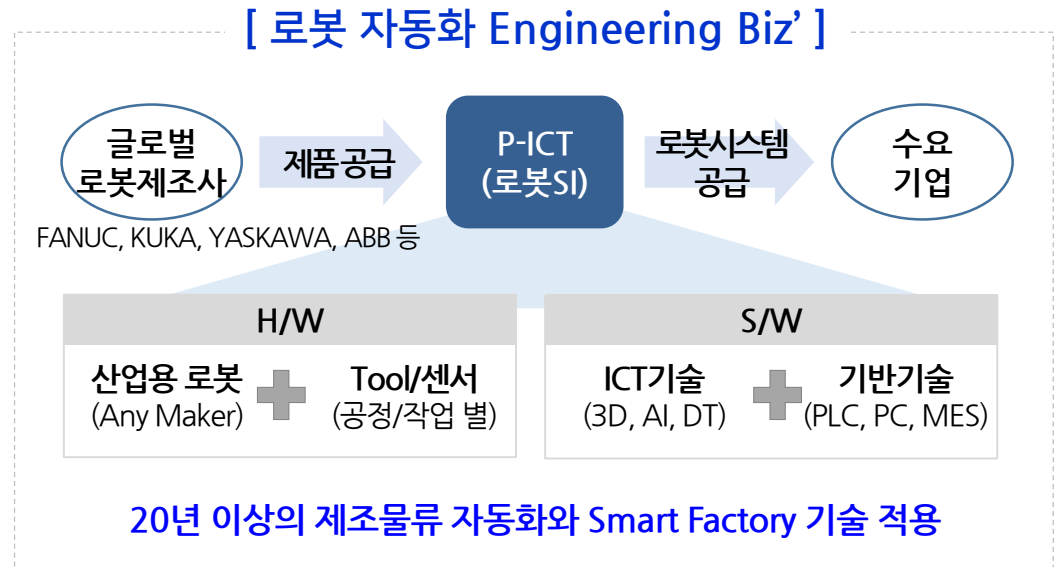 [ 로봇 자동화 Engineering Biz’ ]
글로벌
로봇제조사
제품 공급
P-ICT
(로봇SI)
로봇시스템
공급
수요
기업
FANUC, KUKA, YASKAWA, ABB 등
H/W
산업용 로봇
(Any Maker)
Tool/센서
(공정/작업 별)
S/W
ICT기술
(3D, AI, DT)
기반기술
(PLC, PC, MES)
20년 이상의 제조물류 자동화와 Smart Factory 기술 적용